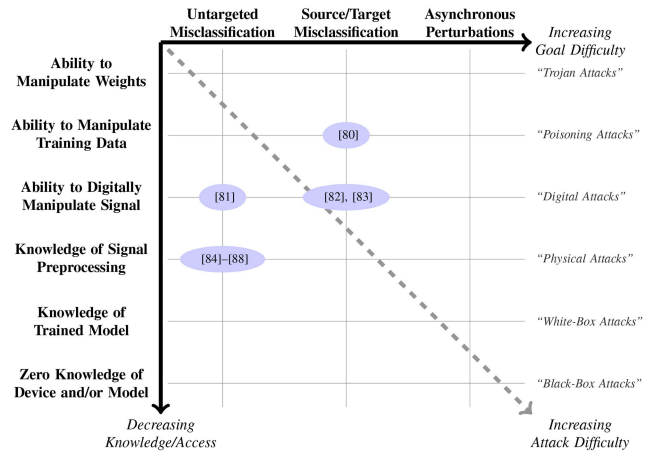 Untargeted
Misclassification
Source/Target
Misclassification
Asynchronous
Perturbations
Increasing
Goal Difficulty
Ability to
Manipulate Weights
“Trojan Attacks”
Ability to Manipulate
Training Data
[80]
“Poisoning Attacks”
Ability to Digitally
Manipulate Signal
[81]
[82], [83]
“Digital Attacks”
Knowledge of Signal
Preprocessing
[84]–[88]
“Physical Attacks”
Knowledge of
Trained Model
“White-Box Attacks”
Zero Knowledge of
Device and/or Model
“Black-Box Attacks”
Decreasing
Knowledge/Access
Increasing
Attack Difficulty